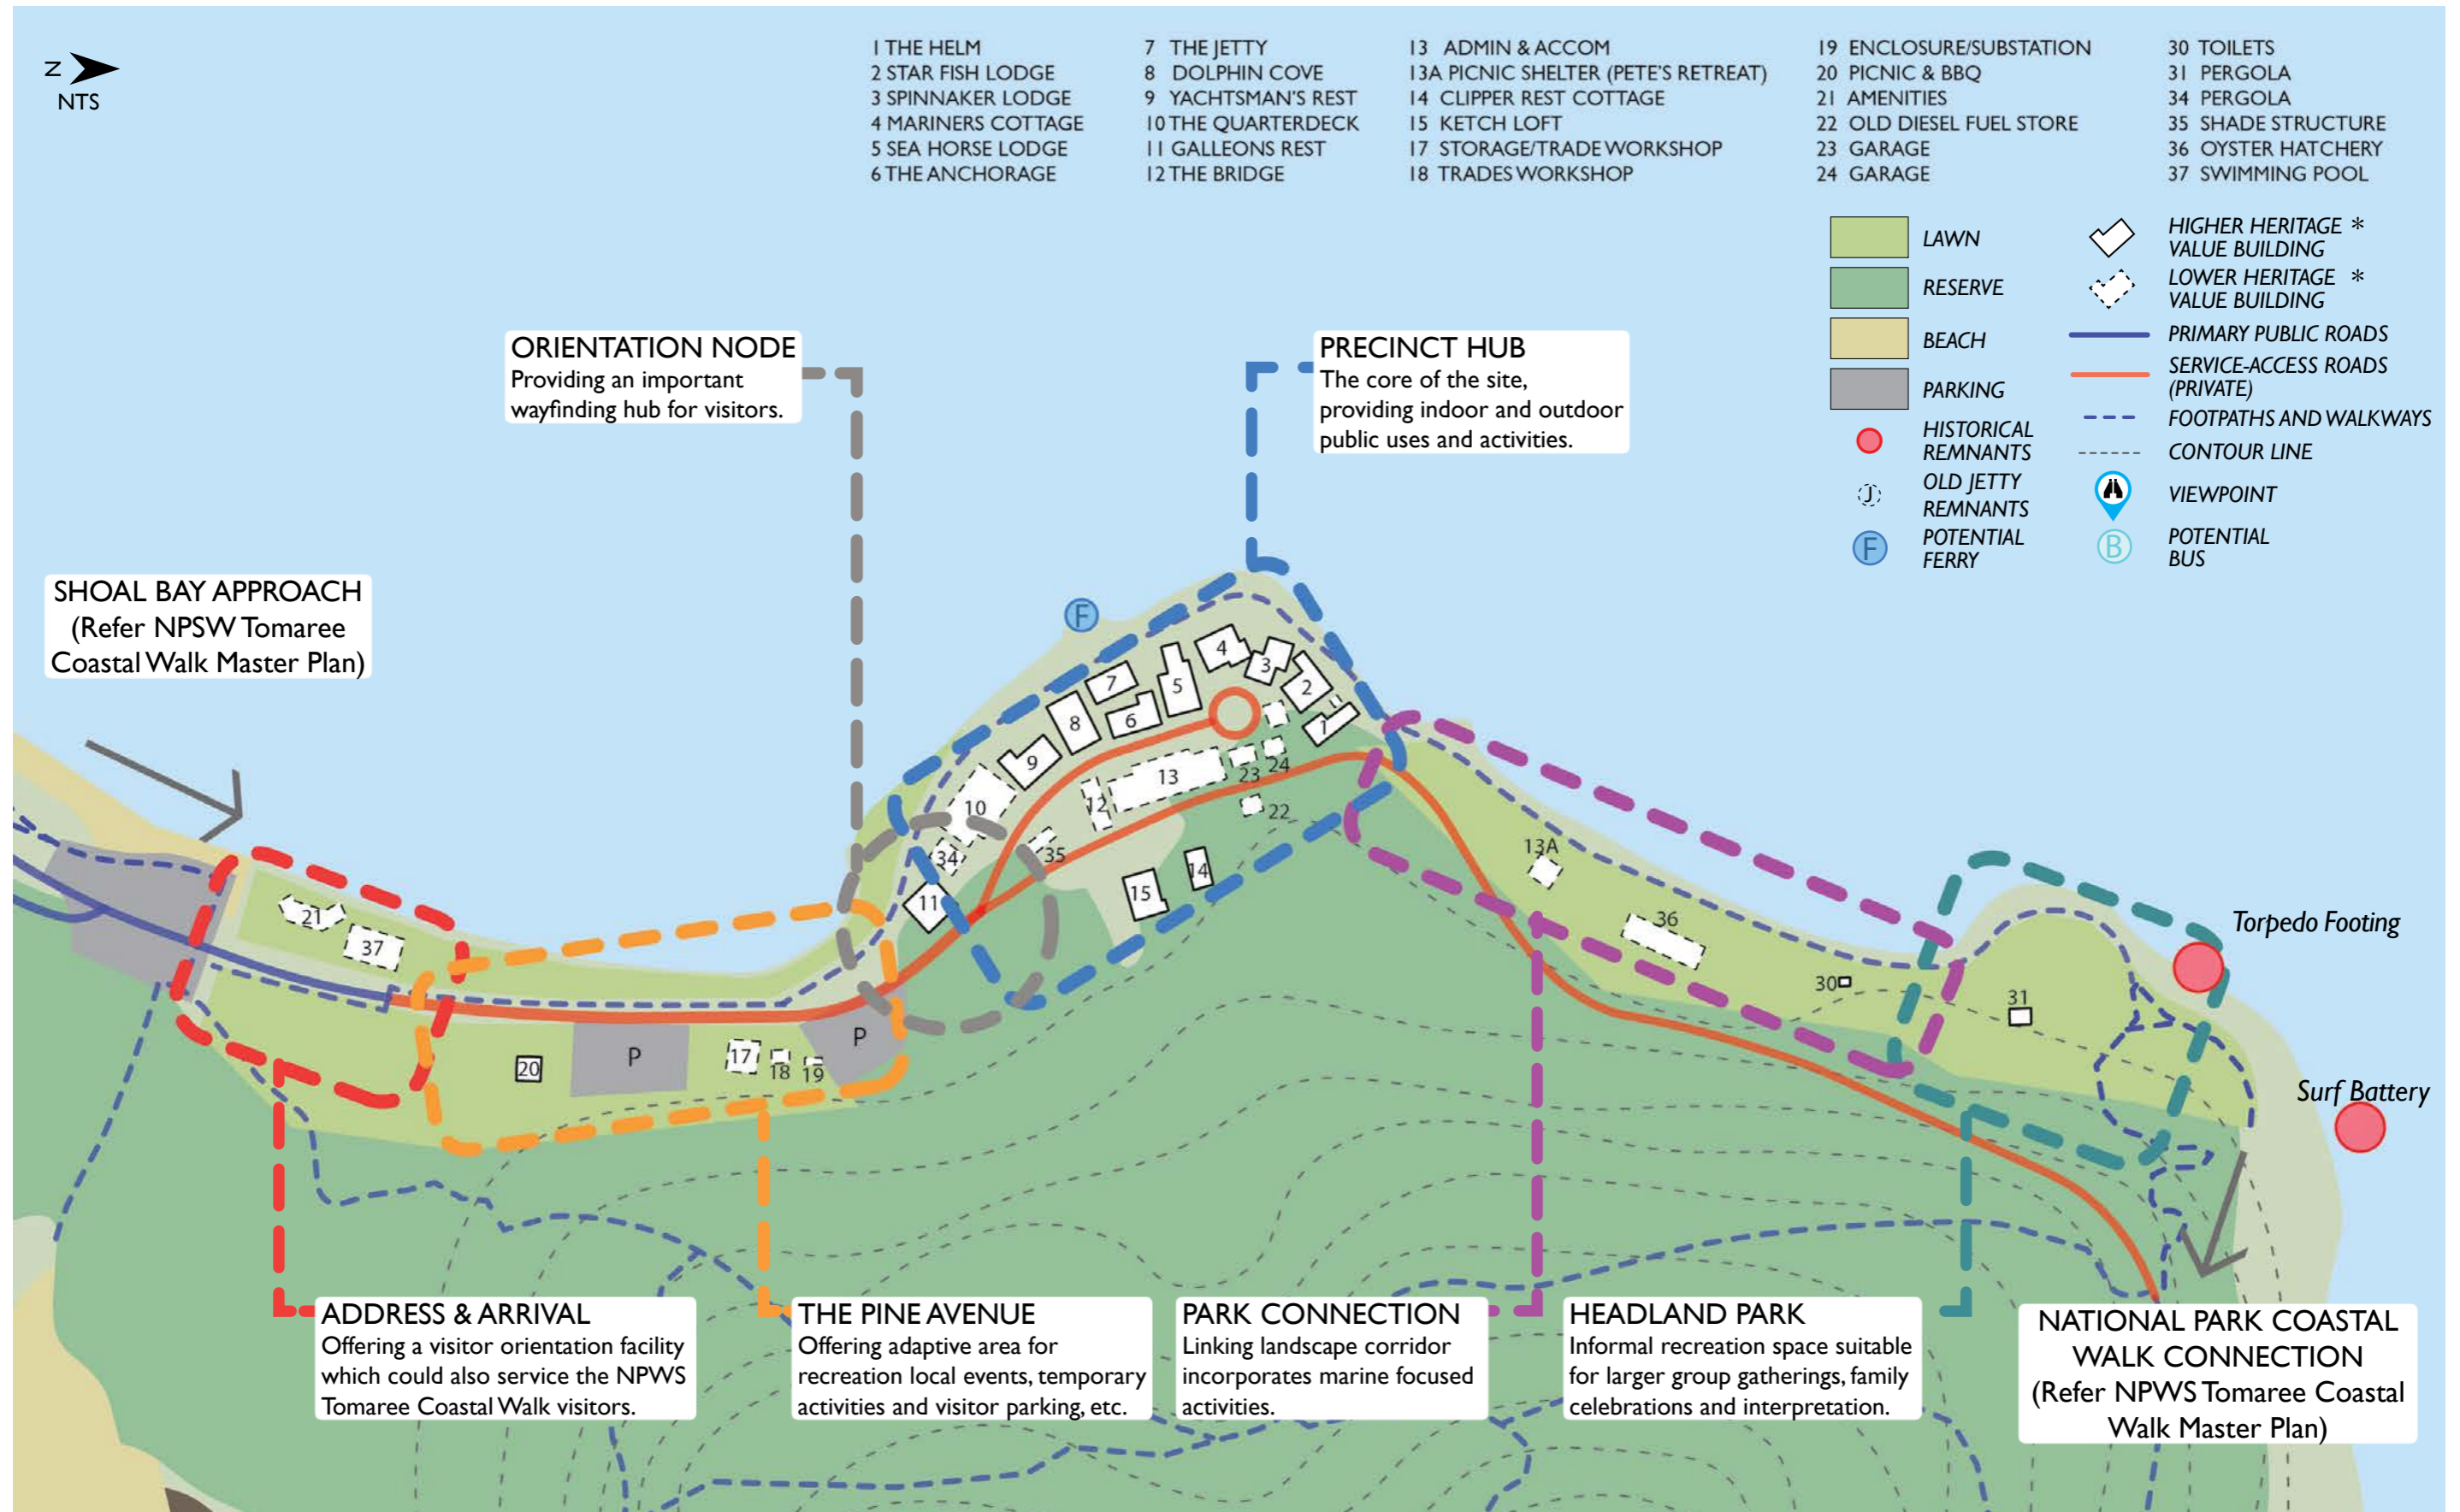 Z
NTS
1 THE HELM
2 STAR FISH LODGE
3 SPINNAKER LODGE
4 MARINERS COTTAGE
5 SEA HORSE LODGE
6 THE ANCHORAGE
7 THE JETTY
8 DOLPHIN COVE
9 YACHTSMAN'S REST
10 THE QUARTERDECK
11 GALLEONS REST
12 THE BRIDGE
13 ADMIN & ACCOM
13A PICNIC SHELTER (PETE'S RETREAT)
14 CLIPPER REST COTTAGE
15 KETCH LOFT
17 STORAGE/TRADE WORKSHOP
18 TRADES WORKSHOP
19 ENCLOSURE/SUBSTATION
20 PICNIC & BBQ
21 AMENITIES
22 OLD DIESEL FUEL STORE
23 GARAGE
24 GARAGE
30 TOILETS
31 PERGOLA
34 PERGOLA
35 SHADE STRUCTURE
36 OYSTER HATCHERY
37 SWIMMING POOL
LAWN
RESERVE
BEACH
PARKING
HISTORICAL
REMNANTS
J
OLD JETTY
REMNANTS
F
POTENTIAL
FERRY
HIGHER HERITAGE *
VALUE BUILDING
LOWER HERITAGE *
VALUE BUILDING
PRIMARY PUBLIC ROADS
SERVICE-ACCESS ROADS
(PRIVATE)
FOOTPATHS AND WALKWAYS
CONTOUR LINE
VIEWPOINT
B
POTENTIAL
BUS
ORIENTATION NODE
Providing an important
wayfinding hub for visitors.
PRECINCT HUB
The core of the site,
providing indoor and outdoor
public uses and activities.
SHOAL BAY APPROACH
(Refer NPSW Tomaree
Coastal Walk Master Plan)
F
4
3
2
1
5
7
6
8
9
10
13
12
23
24
22
34
35
11
15
14
21
37
20
P
17
18
19
P
13A
36
30
31
Torpedo Footing
Surf Battery
ADDRESS & ARRIVAL
Offering a visitor orientation facility
which could also service the NPWS
Tomaree Coastal Walk visitors.
THE PINE AVENUE
Offering adaptive area for
recreation local events, temporary
activities and visitor parking, etc.
PARK CONNECTION
Linking landscape corridor
incorporates marine focused
activities.
HEADLAND PARK
Informal recreation space suitable
for larger group gatherings, family
celebrations and interpretation.
NATIONAL PARK COASTAL
WALK CONNECTION
(Refer NPWS Tomaree Coastal
Walk Master Plan)